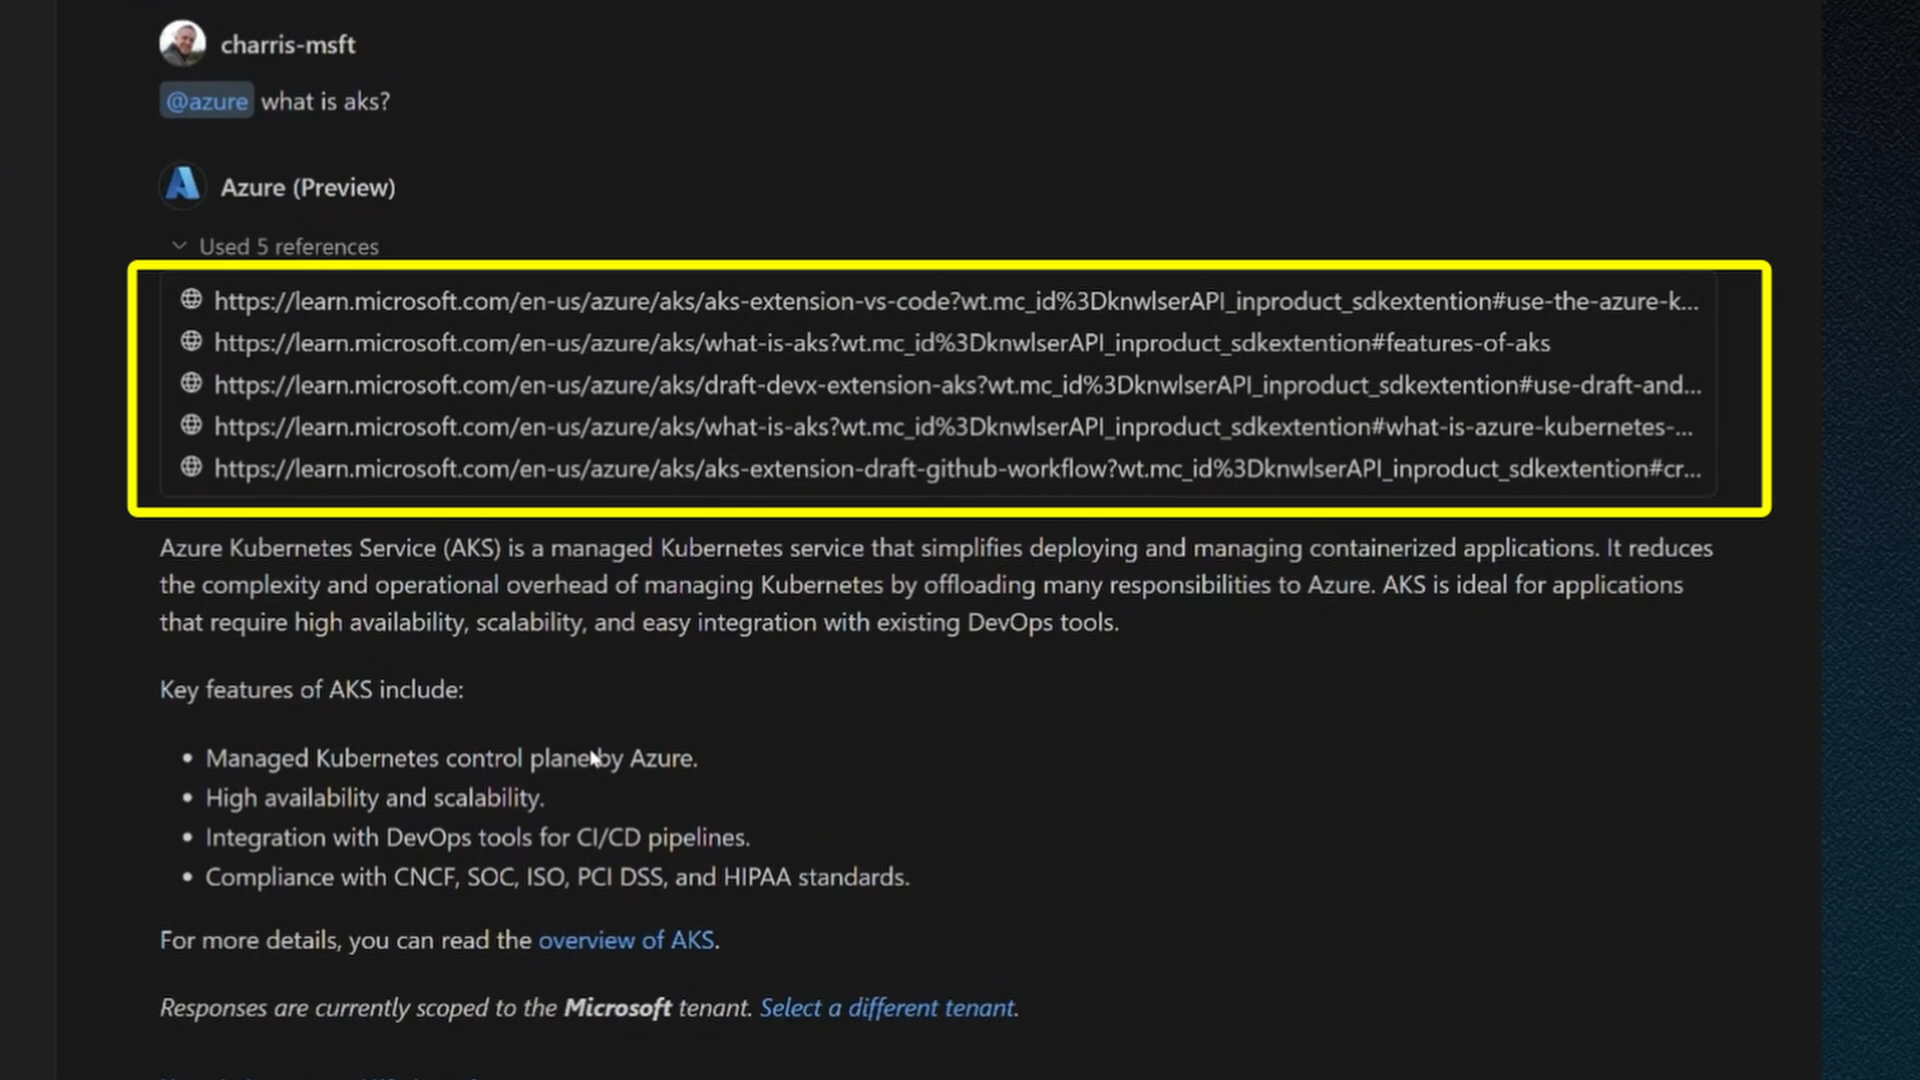 charris-msft
@azure what is aks?
Azure (Preview)
Used 5 references
https://learn.microsoft.com/en-us/azure/aks/aks-extension-vs-code?wt.mc_id%3DknwlserAPI_inproduct_sdkextention#use-the-azure-k...
https://learn.microsoft.com/en-us/azure/aks/what-is-aks?wt.mc_id%3DknwlserAPI_inproduct_sdkextention#features-of-aks
https://learn.microsoft.com/en-us/azure/aks/draft-devx-extension-aks?wt.mc_id%3DknwlserAPI_inproduct_sdkextention#use-draft-and...
https://learn.microsoft.com/en-us/azure/aks/what-is-aks?wt.mc_id%3DknwlserAPI_inproduct_sdkextention#what-is-azure-kubernetes-...
https://learn.microsoft.com/en-us/azure/aks/aks-extension-draft-github-workflow?wt.mc_id%3DknwlserAPI_inproduct_sdkextention#cr...
Azure Kubernetes Service (AKS) is a managed Kubernetes service that simplifies deploying and managing containerized applications. It reduces
the complexity and operational overhead of managing Kubernetes by offloading many responsibilities to Azure. AKS is ideal for applications
that require high availability, scalability, and easy integration with existing DevOps tools.
Key features of AKS include:
• Managed Kubernetes control plane by Azure.
• High availability and scalability.
• Integration with DevOps tools for CI/CD pipelines.
• Compliance with CNCF, SOC, ISO, PCI DSS, and HIPAA standards.
For more details, you can read the overview of AKS.
Responses are currently scoped to the Microsoft tenant. Select a different tenant.